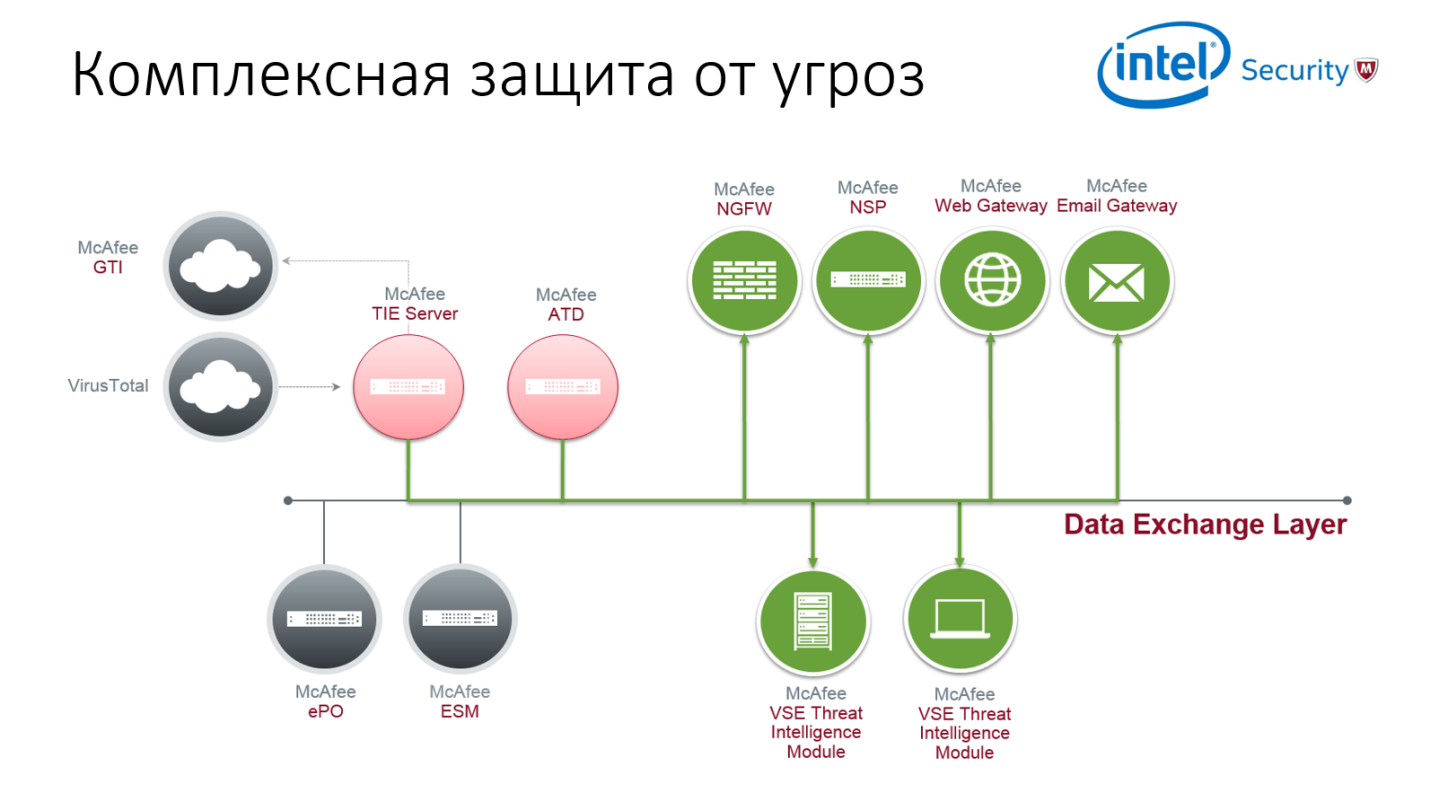 Комплексная защита от угроз
intel Security
McAfee
GTI
VirusTotal
McAfee
TIE Server
McAfee
ATD
McAfee
NGFW
McAfee
NSP
McAfee
Web Gateway
McAfee
Email Gateway
Data Exchange Layer
McAfee
ePO
McAfee
ESM
McAfee
VSE Threat
Intelligence
Module
McAfee
VSE Threat
Intelligence
Module